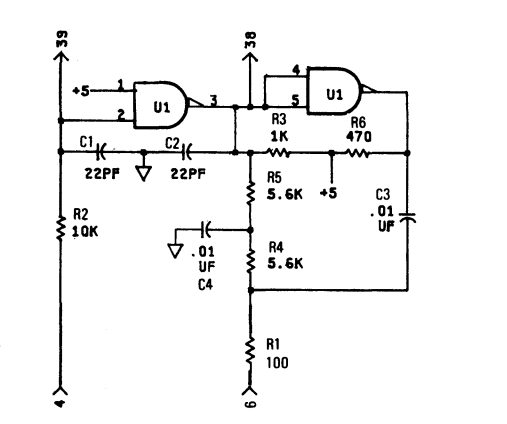 39
38
+5
1
2
U1
3
4
5
U1
R3
1K
R6
470
C1
C2
22PF
22PF
R5
5.6K
+5
C3
.01
UF
R2
10K
.01
UF
C4
R4
5.6K
R1
100
4
6